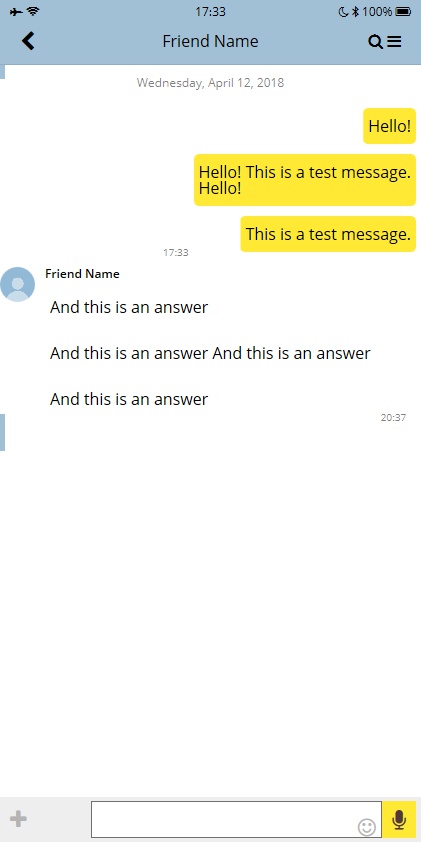 17:33
100%
Friend Name
Wednesday, April 12, 2018
Hello!
Hello! This is a test message.
Hello!
This is a test message.
17:33
Friend Name
And this is an answer
And this is an answer And this is an answer
And this is an answer
20:37